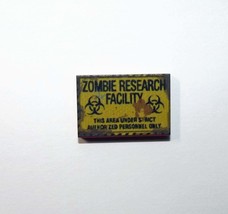 ZOMBIE RESEARCH
FACILITY
THIS AREA UNDER STRICT
AUTHORIZED PERSONNEL ONLY